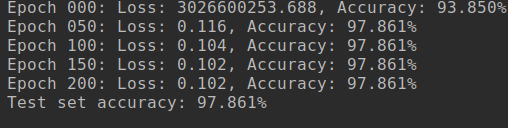 Epoch 000: Loss: 3026600253.688, Accuracy: 93.850%
Epoch 050: Loss: 0.116, Accuracy: 97.861%
Epoch 100: Loss: 0.104, Accuracy: 97.861%
Epoch 150: Loss: 0.102, Accuracy: 97.861%
Epoch 200: Loss: 0.102, Accuracy: 97.861%
Test set accuracy: 97.861%